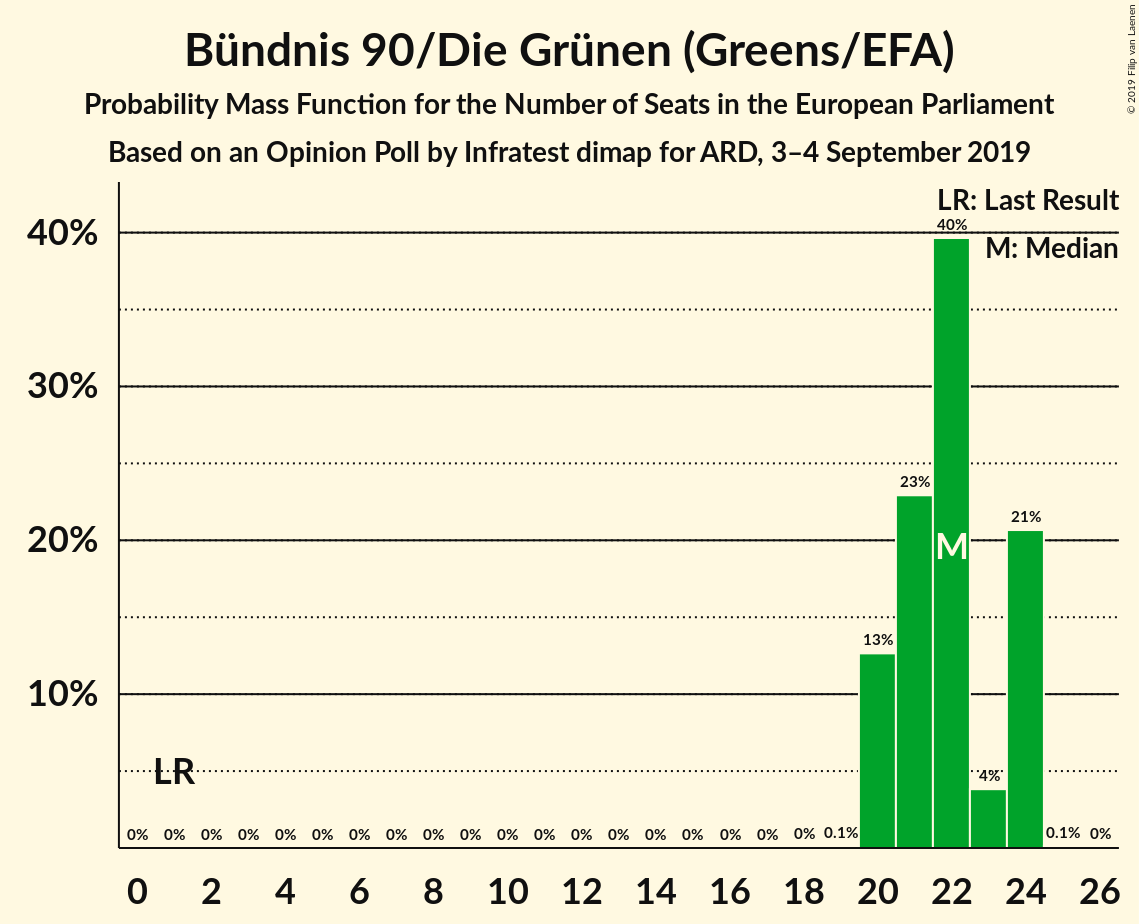 Bündnis 90/Die Grünen (Greens/EFA)
Probability Mass Function for the Number of Seats in the European Parliament
Based on an Opinion Poll by Infratest dimap for ARD, 3–4 September 2019
© 2019 Filip van Laenen
LR: Last Result
M: Median
40%
30%
20%
10%
LR
M
0% 0% 0% 0% 0% 0% 0% 0% 0% 0% 0% 0% 0% 0% 0% 0% 0% 0% 0% 0.1% 13% 23% 40% 4% 21% 0.1% 0%
0 2 4 6 8 10 12 14 16 18 20 22 24 26